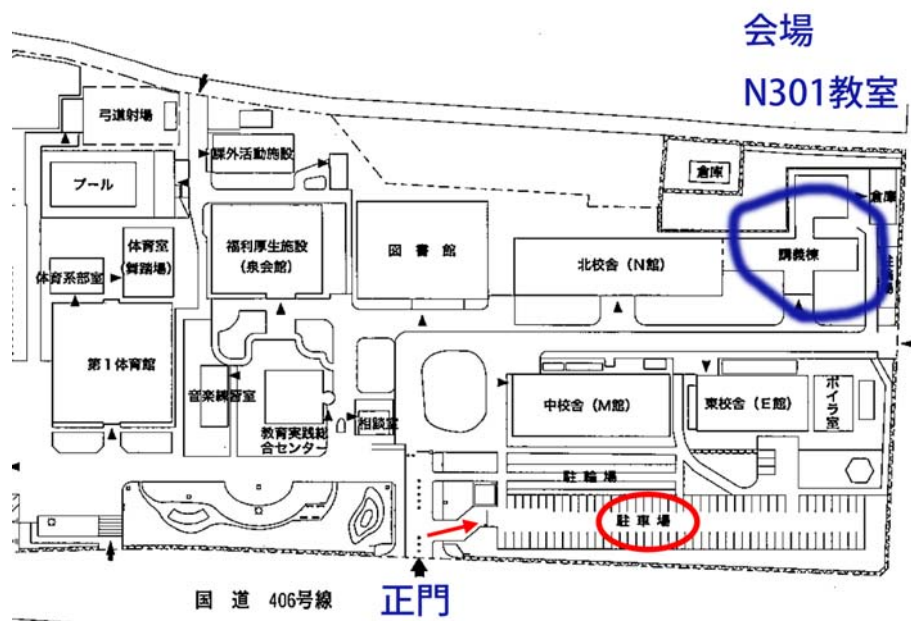 会場
N301教室
弓道射場
課外活動施設
プール
倉庫
倉庫
体育室
(舞踏場)
福利厚生施設
(泉会館)
図書館
北校舎(N館)
講義棟
体育系部室
第1体育館
音楽練習室
教育実践総
合センター
相談室
中校舎(M館)
東校舎(E館)
ボイラ室
駐輪場
駐車場
国道 406号線
正門